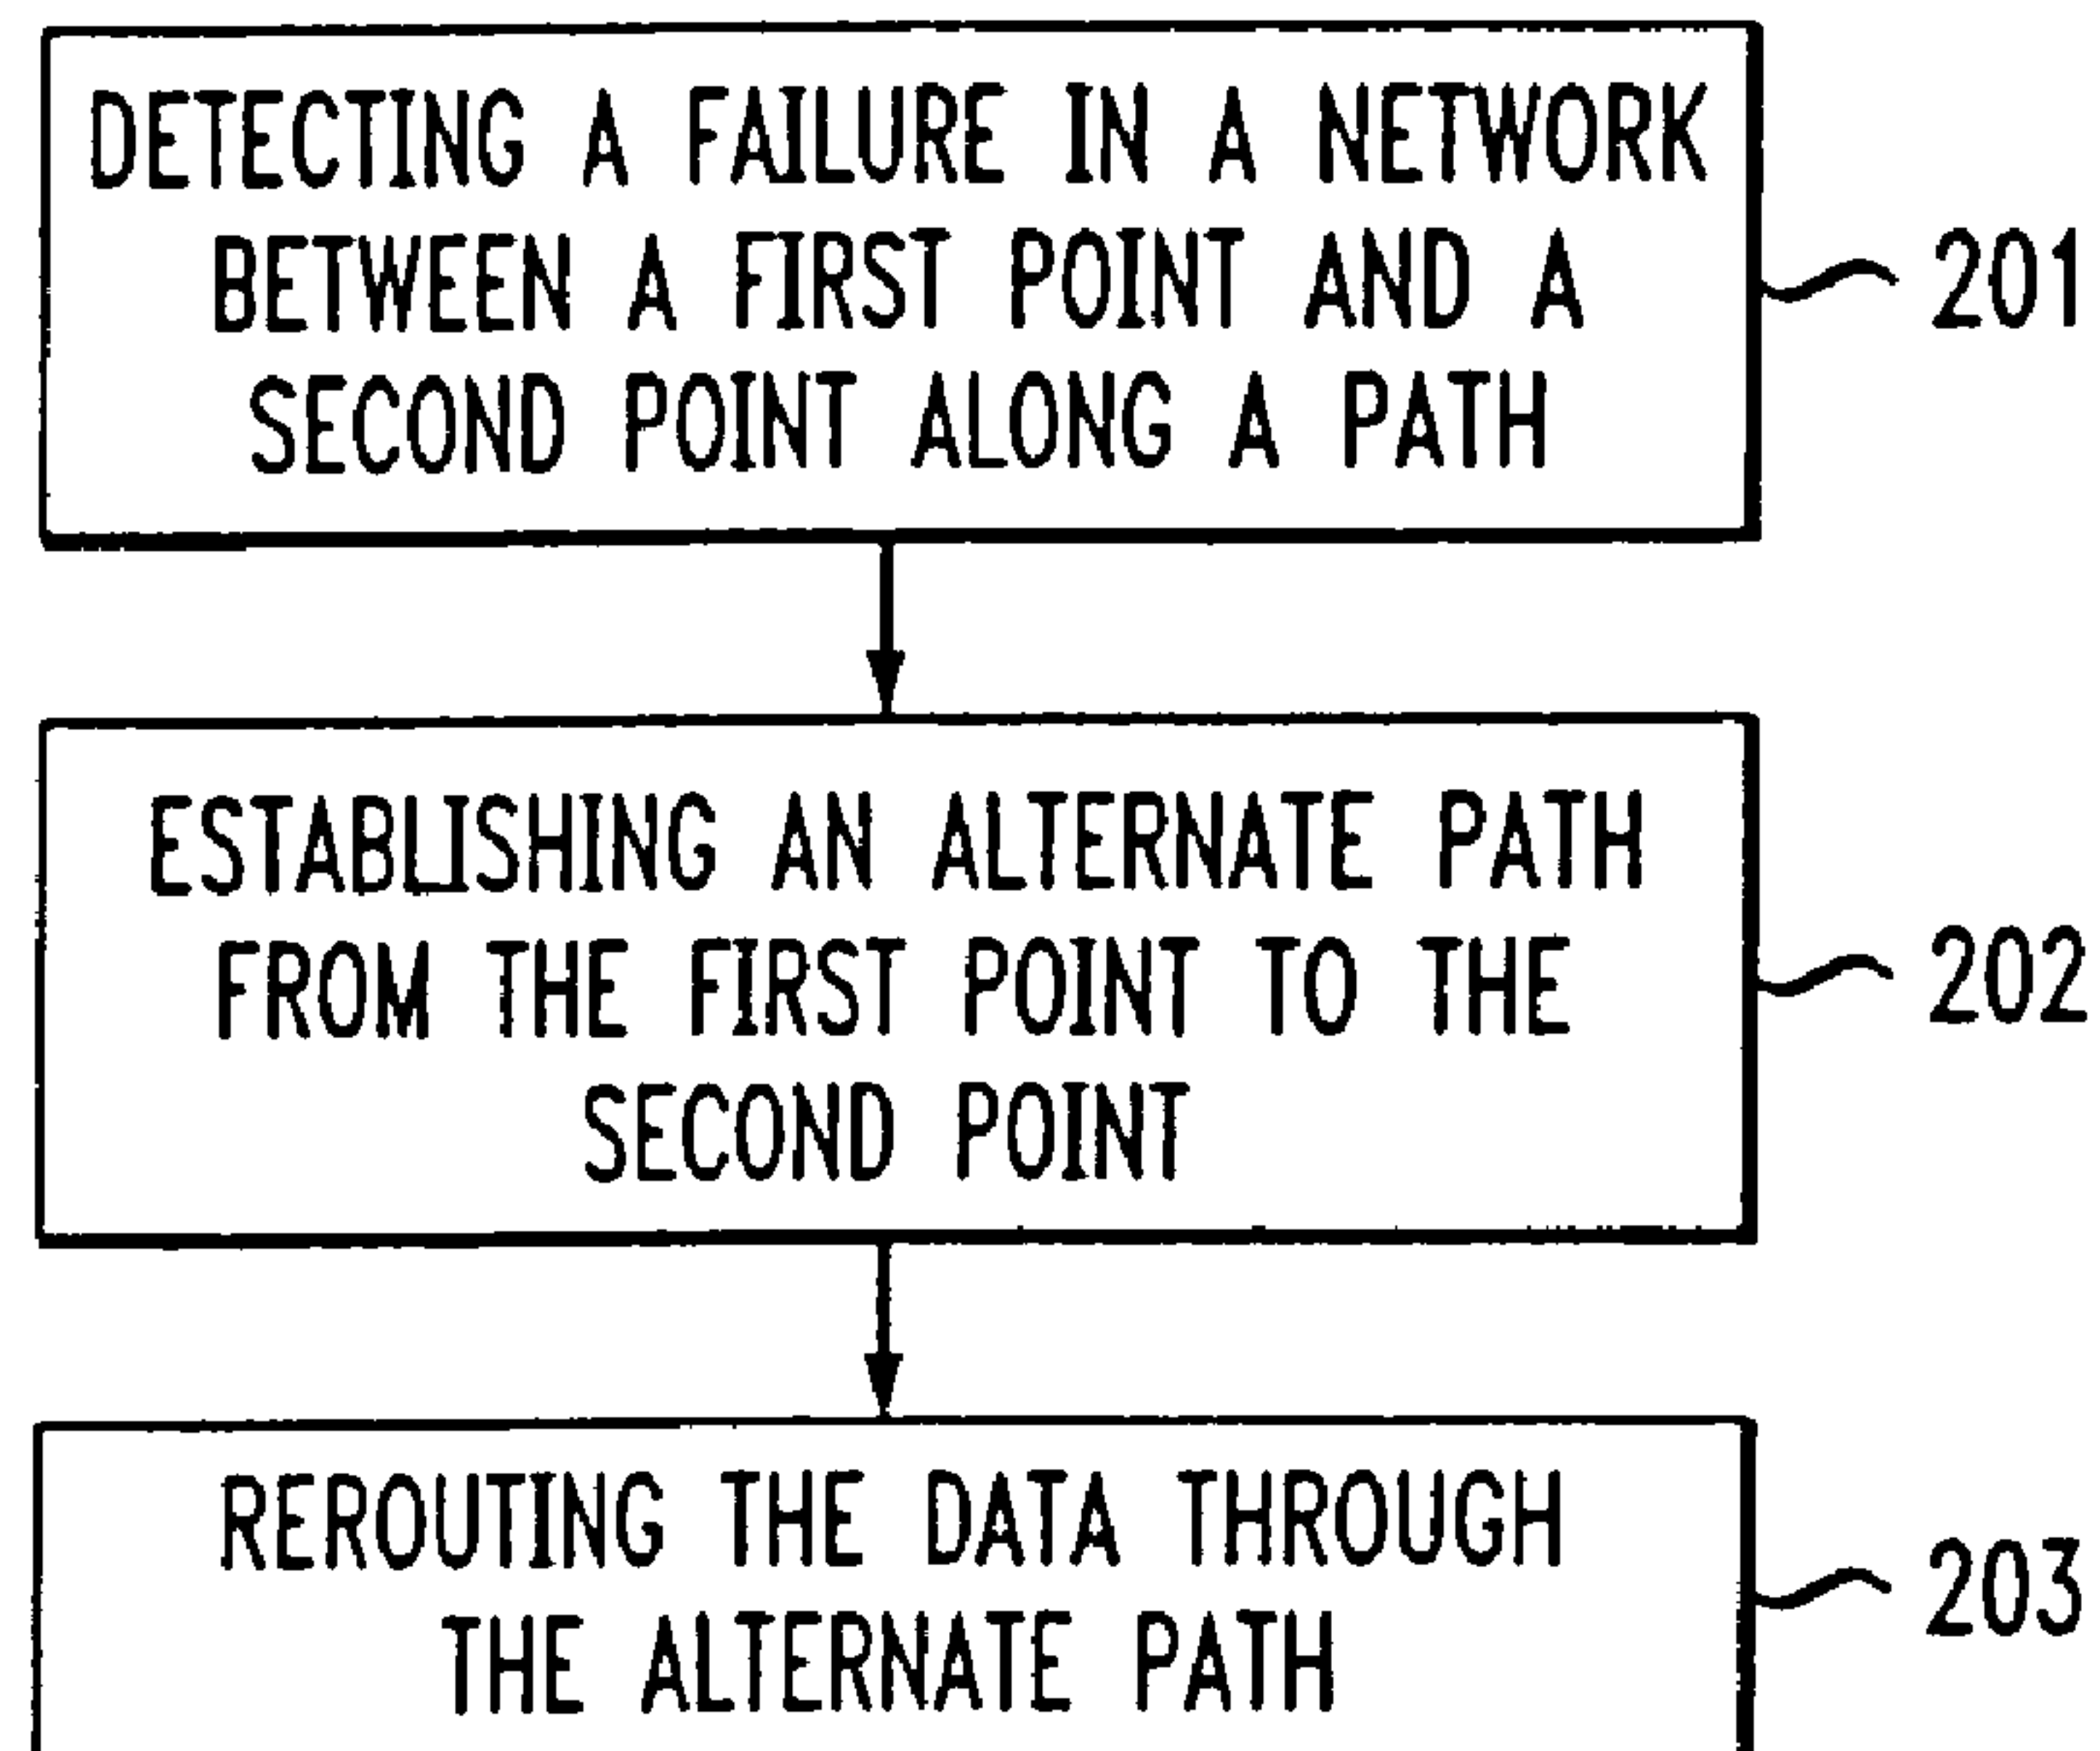 DETECTING A FAILURE IN A NETWORK
BETWEEN A FIRST POINT AND A
SECOND POINT ALONG A PATH
201
ESTABLISHING AN ALTERNATE PATH
FROM THE FIRST POINT TO THE
SECOND POINT
202
REROUTING THE DATA THROUGH
THE ALTERNATE PATH
203